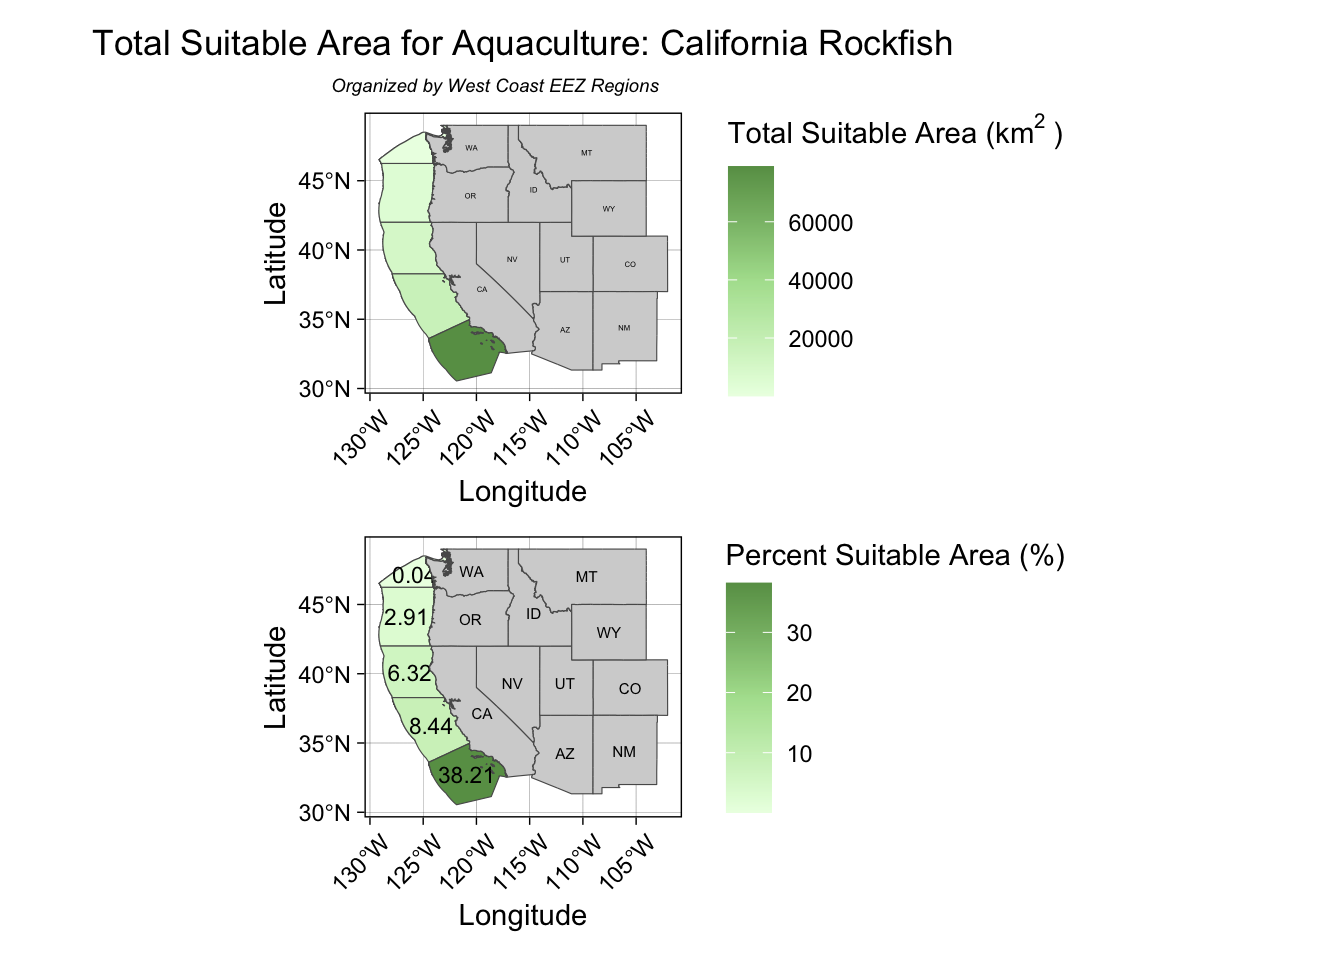 Total Suitable Area for Aquaculture: California Rockfish
Organized by West Coast EEZ Regions
Total Suitable Area (km2 )
60000
40000
20000
WA
MT
OR
ID
WY
NV
UT
CO
CA
AZ
NM
45°N
40°N
35°N
30°N
Latitude
130°W 125°W 120°W 115°W 110°W 105°W
Longitude
Percent Suitable Area (%)
30
20
10
0.04
WA
MT
2.91
OR
ID
WY
6.32
NV
UT
CO
8.44
CA
AZ
NM
38.21
45°N
40°N
35°N
30°N
Latitude
130°W 125°W 120°W 115°W 110°W 105°W
Longitude